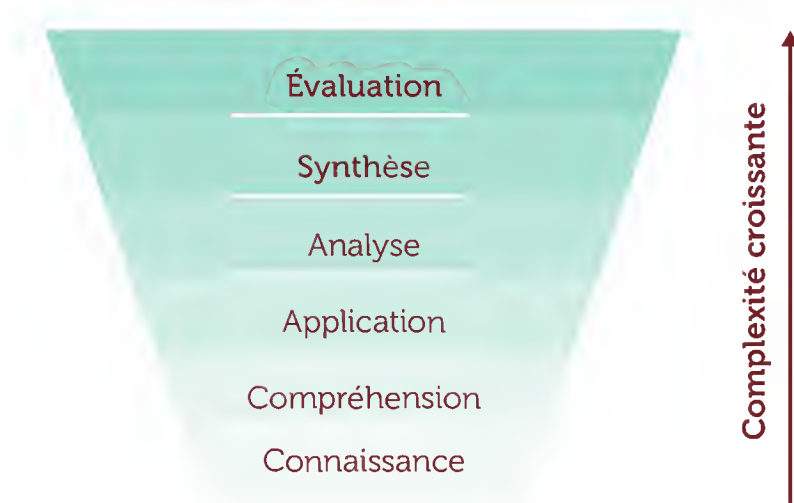 Évaluation
Synthèse
Analyse
Application
Compréhension
Connaissance
Complexité croissante